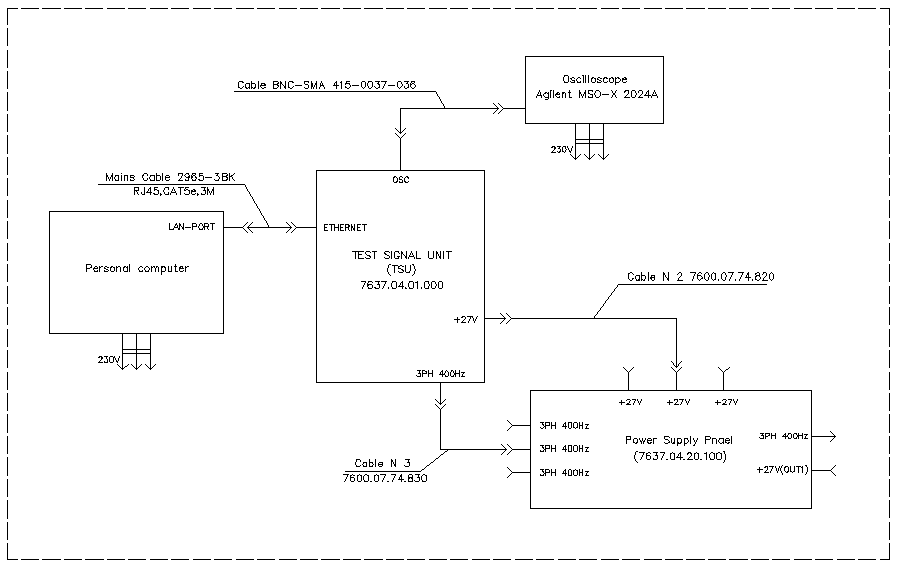 Cable BNC-SMA 415-0037-036
Oscilloscope
Agilent MSO-X 2024A
230V
Mains Cable 2965-3BK
RJ45,CAT5e,3M
OSC
LAN-PORT
ETHERNET
Personal computer
TEST SIGNAL UNIT
(TSU)
7637.04.01.000
Cable N 2 7600.07.74.820
+27V
230V
3PH 400Hz
+27V +27V +27V
3PH 400Hz
3PH 400Hz
3PH 400Hz
Power Supply Pnael
(7637.04.20.100)
3PH 400Hz
+27V(OUT1)
Cable N 3
7600.07.74.830